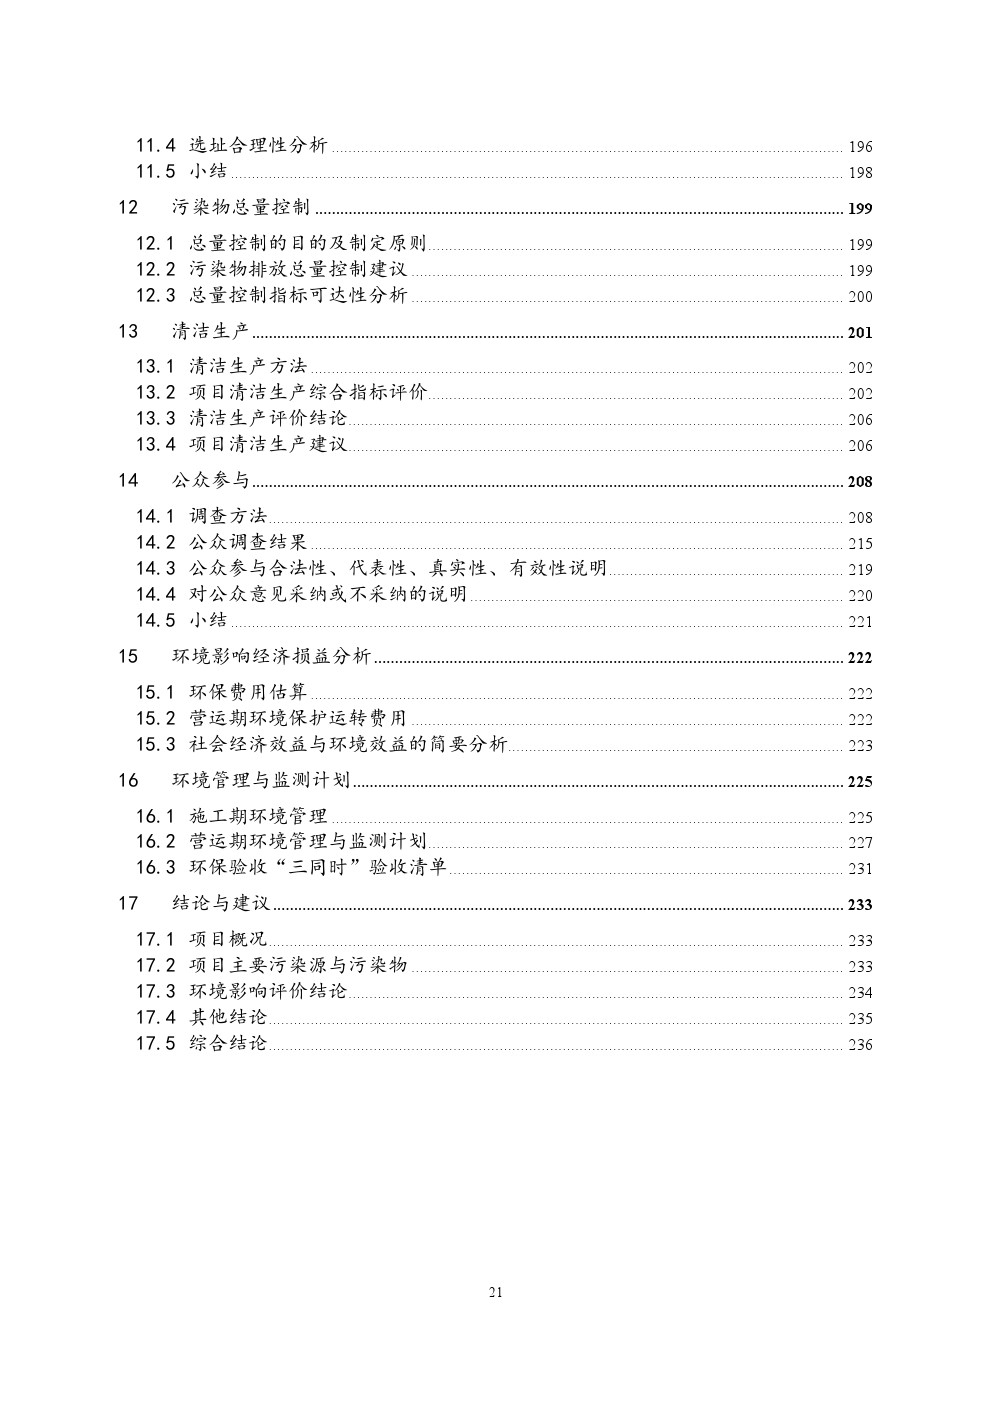 11.4 选址合理性分析 196
11.5 小结 198
12 污染物总量控制 199
12.1 总量控制的目的及制定原则 199
12.2 污染物排放总量控制建议 199
12.3 总量控制指标可达性分析 200
13 清洁生产 201
13.1 清洁生产方法 202
13.2 项目清洁生产综合指标评价 202
13.3 清洁生产评价结论 206
13.4 项目清洁生产建议 206
14 公众参与 208
14.1 调查方法 208
14.2 公众调查结果 215
14.3 公众参与合法性、代表性、真实性、有效性说明 219
14.4 对公众意见采纳或不采纳的说明 220
14.5 小结 221
15 环境影响经济损益分析 222
15.1 环保费用估算 222
15.2 营运期环境保护运转费用 222
15.3 社会经济效益与环境效益的简要分析 223
16 环境管理与监测计划 225
16.1 施工期环境管理 225
16.2 营运期环境管理与监测计划 227
16.3 环保验收“三同时”验收清单 231
17 结论与建议 233
17.1 项目概况 233
17.2 项目主要污染源与污染物 233
17.3 环境影响评价结论 234
17.4 其他结论 235
17.5 综合结论 236
21